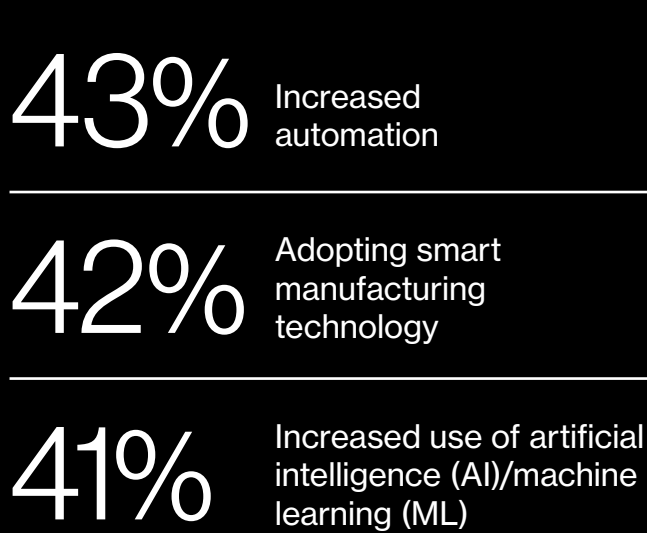 43%
Increased
automation
42%
Adopting smart
manufacturing
technology
41%
Increased use of artificial
intelligence (AI)/machine
learning (ML)